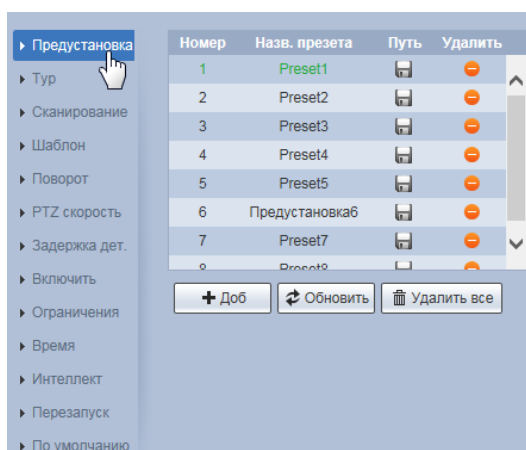 Предустановка
Тур
Сканирование
Шаблон
Поворот
PTZ скорость
Задержка дет.
Включить
Ограничения
Время
Интеллект
Перезапуск
По умолчанию
Номер Назв. презета Путь Удалить
1 Preset1
2 Preset2
3 Preset3
4 Preset4
5 Preset5
6 Предустановка6
7 Preset7
8 Preset8
Доб Обновить Удалить все